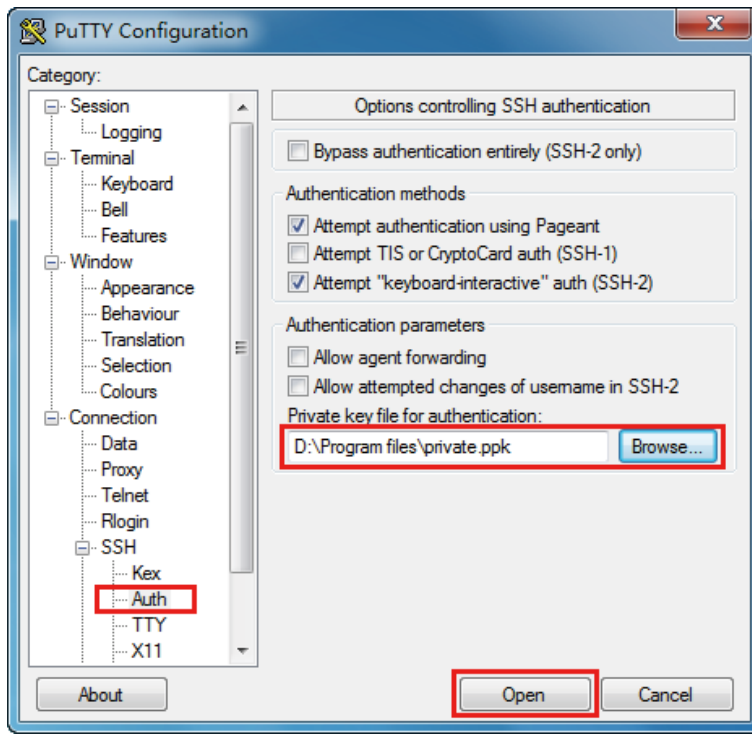 PuTTY Configuration
Category:
Session
Logging
Terminal
Keyboard
Bell
Features
Window
Appearance
Behaviour
Translation
Selection
Colours
Connection
Data
Proxy
Telnet
Rlogin
SSH
Kex
Auth
TTY
X11
Options controlling SSH authentication
Bypass authentication entirely (SSH-2 only)
Authentication methods
Attempt authentication using Pageant
Attempt TIS or CryptoCard auth (SSH-1)
Attempt "keyboard-interactive" auth (SSH-2)
Authentication parameters
Allow agent forwarding
Allow attempted changes of username in SSH-2
Private key file for authentication:
D:\Program files\private.ppk Browse...
About Open Cancel